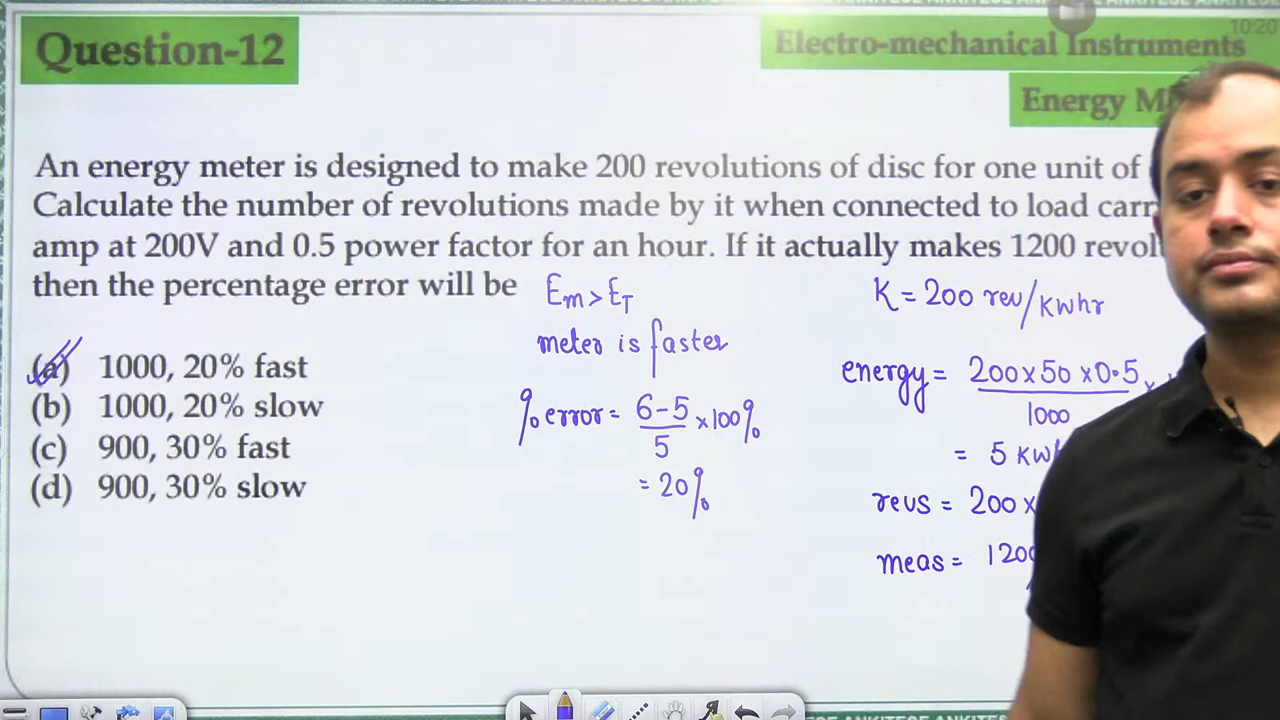 10:20
Question-12
Electro-mechanical Instruments
Energy
An energy meter is designed to make 200 revolutions of disc for one unit of
Calculate the number of revolutions made by it when connected to load
amp at 200V and 0.5 power factor for an hour. If it actually makes 1200
then the percentage error will be
(a) 1000, 20% fast
(b) 1000, 20% slow
(c) 900, 30% fast
(d) 900, 30% slow
Em > ET
meter is faster
% error = 6-5/5 × 100%
= 20%
K = 200 rev/kwhr
energy = 200 × 50 × 0.5 / 1000 ×
= 5
revs = 200 ×
meas = 1200